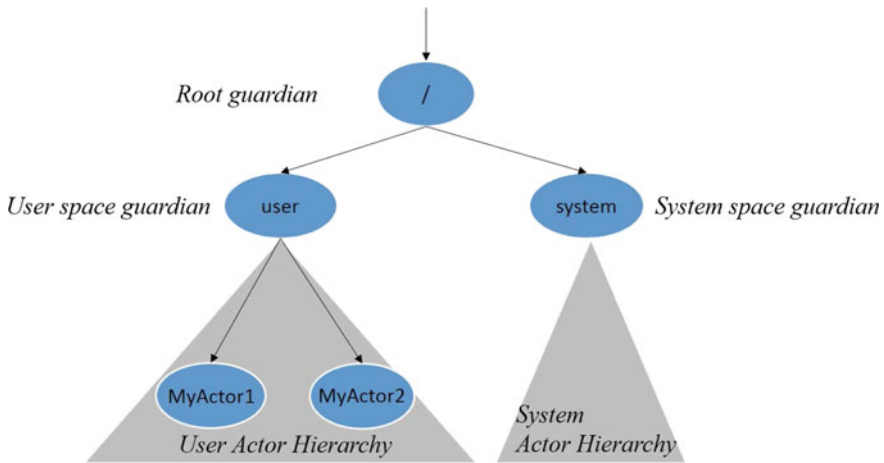 Root guardian
/
User space guardian
user
system
System space guardian
MyActor1
MyActor2
User Actor Hierarchy
System
Actor Hierarchy